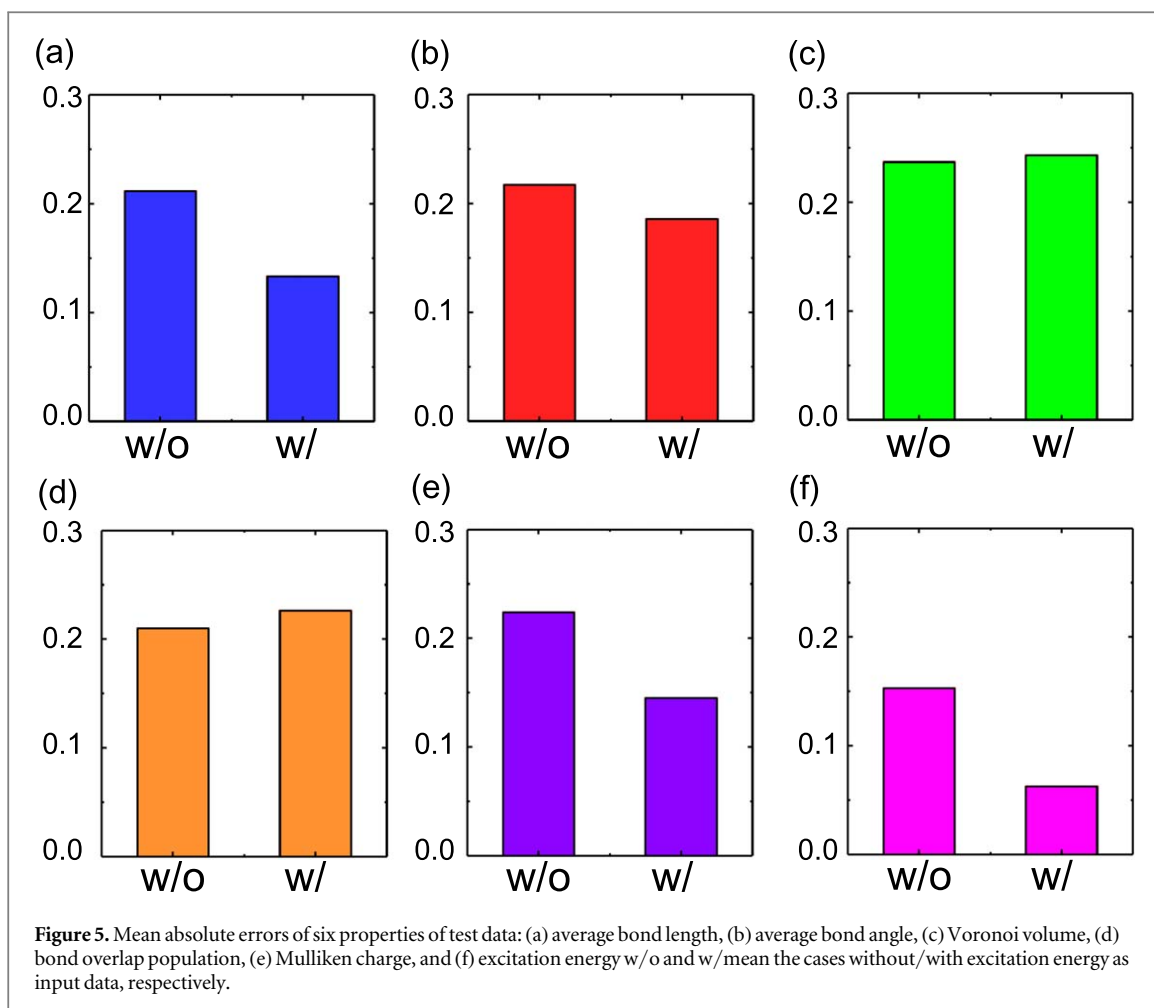 (a) (b) (c)
0.3 0.3 0.3
0.2 0.2 0.2
0.1 0.1 0.1
0.0 0.0 0.0
w/o w/ w/o w/ w/o w/
(d) (e) (f)
0.3 0.3 0.3
0.2 0.2 0.2
0.1 0.1 0.1
0.0 0.0 0.0
w/o w/ w/o w/ w/o w/
Figure 5. Mean absolute errors of six properties of test data: (a) average bond length, (b) average bond angle, (c) Voronoi volume, (d)
bond overlap population, (e) Mulliken charge, and (f) excitation energy w/o and w/mean the cases without/with excitation energy as
input data, respectively.